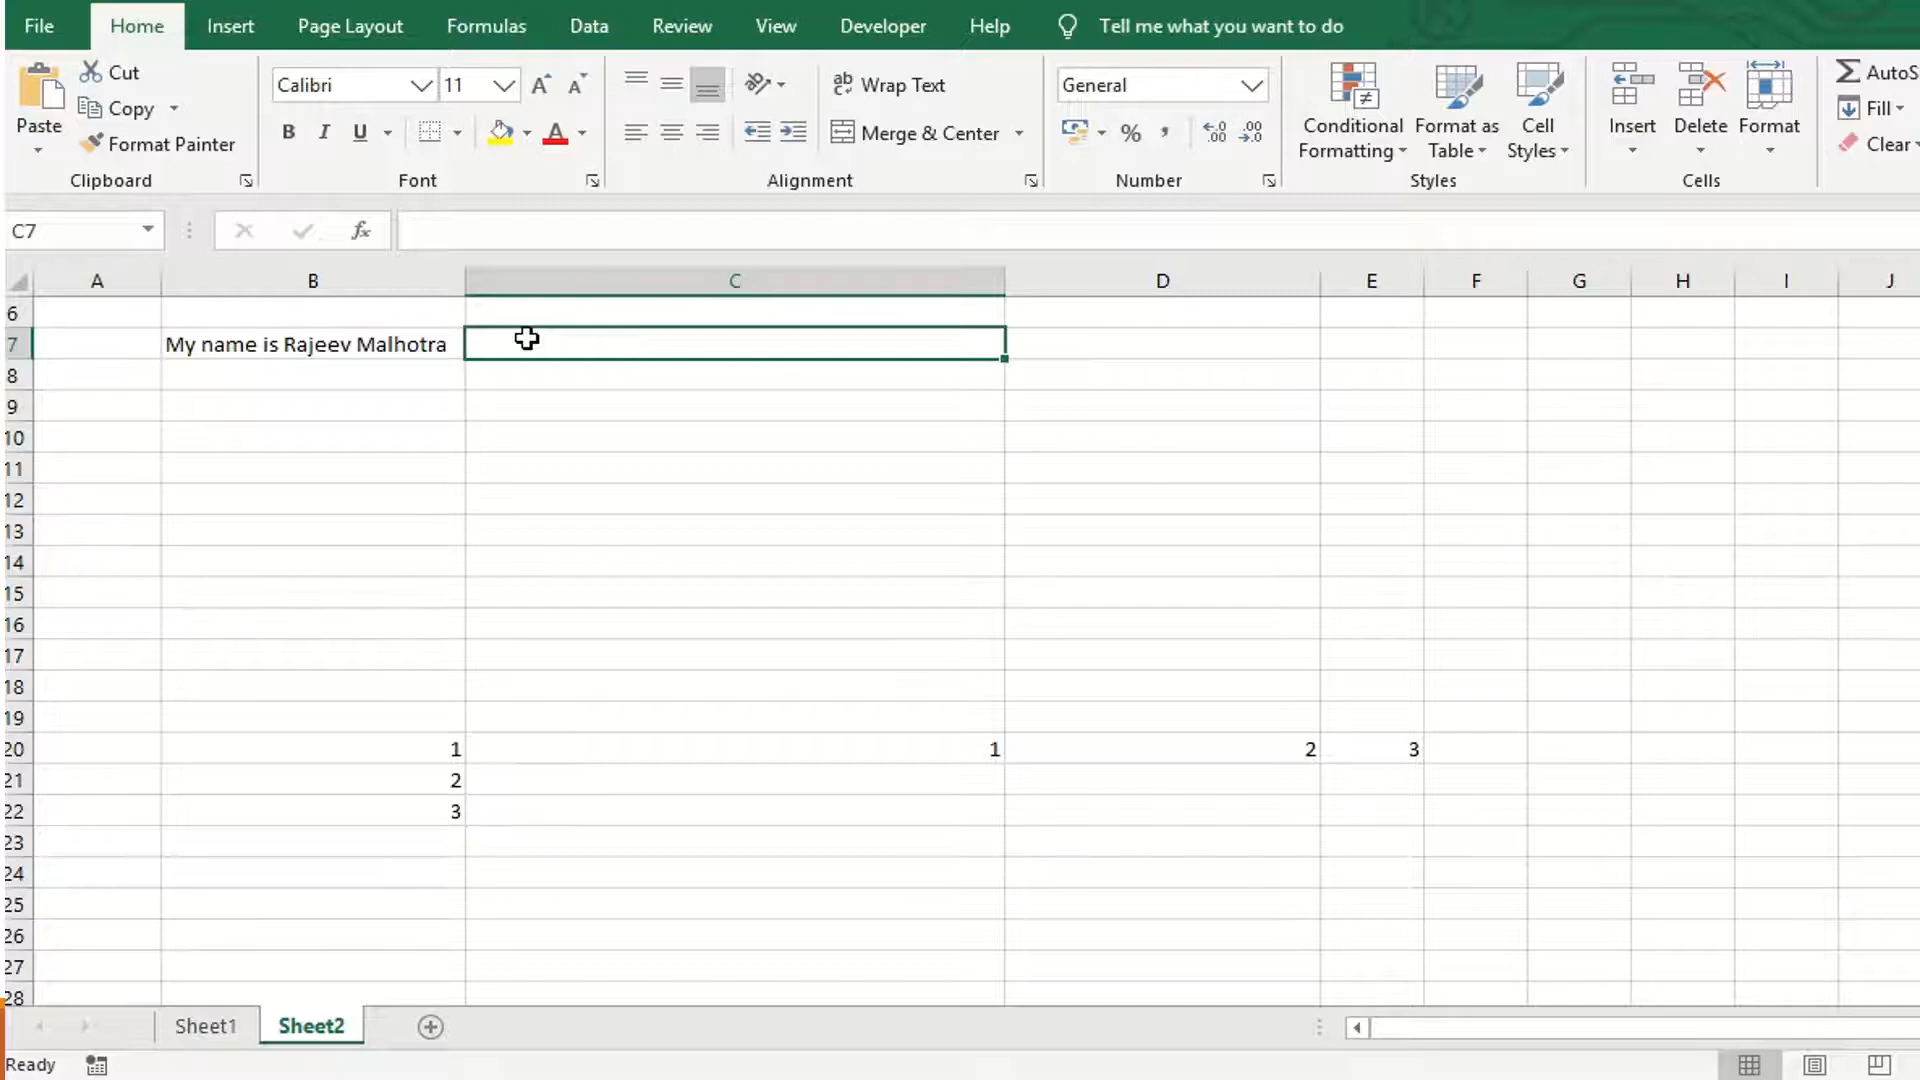 File Home Insert Page Layout Formulas Data Review View Developer Help Tell me what you want to do
Paste
Cut
Copy
Format Painter
Clipboard
Calibri 11
B I U
Font
Wrap Text
Merge & Center
Alignment
General
%
Number
Conditional Formatting
Format as Table
Cell Styles
Styles
Insert Delete Format
Cells
AutoS
Fill
Clear
C7
fx
A B C D E F G H I J
6
7 My name is Rajeev Malhotra
8
9
10
11
12
13
14
15
16
17
18
19
20 1 1 2 3
21 2
22 3
23
24
25
26
27
28
Sheet1 Sheet2
Ready